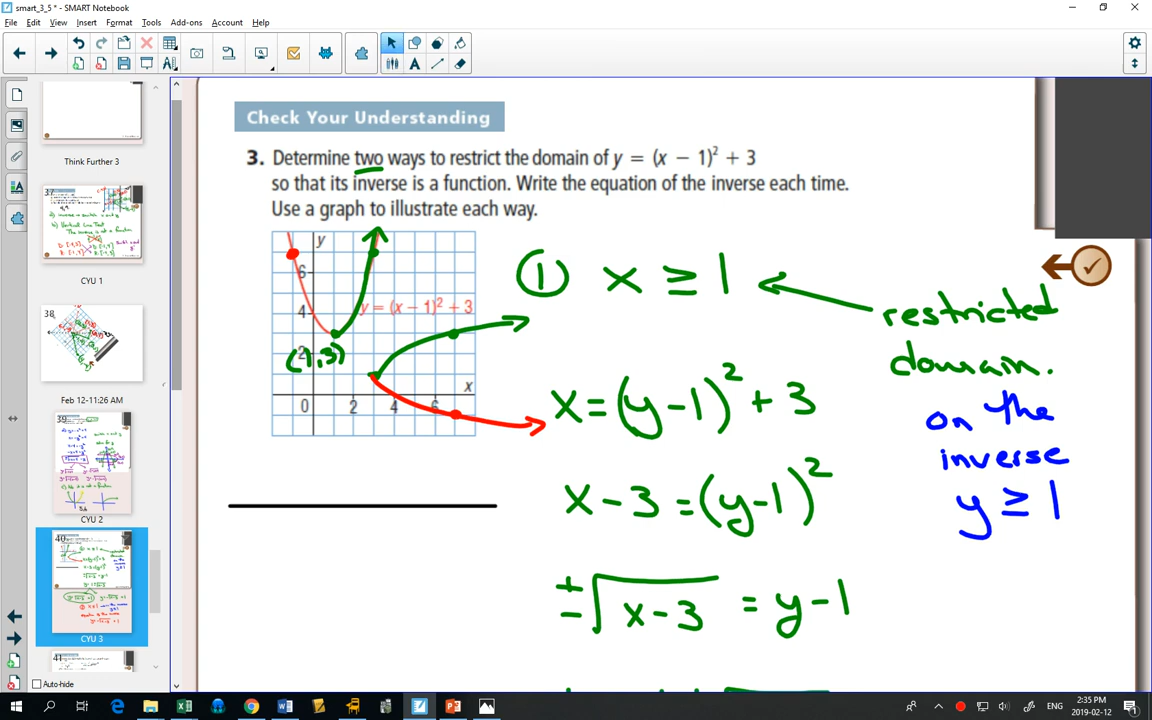 smart_3_5 * - SMART Notebook
File Edit View Insert Format Tools Add-ons Account Help
Think Further 3
CYU 1
38
Feb 12-11:26 AM
CYU 2
CYU 3
Auto-hide
Check Your Understanding
3. Determine two ways to restrict the domain of y = (x − 1)² + 3
so that its inverse is a function. Write the equation of the inverse each time.
Use a graph to illustrate each way.
y
6
4
2
0 2 4 6
x
y = (x − 1)² + 3
(1,3)
① x ≥ 1
restricted
domain.
on the
inverse
y ≥ 1
x = (y-1)² + 3
x - 3 = (y-1)²
± √x-3 = y-1
ENG
2:35 PM
2019-02-12